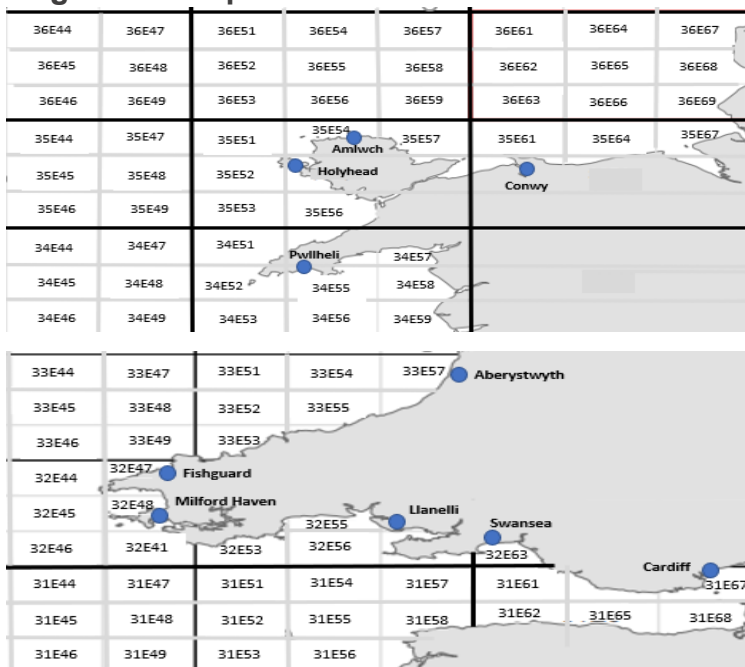 36E44 36E47 36E51 36E54 36E57 36E61 36E64 36E67
36E45 36E48 36E52 36E55 36E58 36E62 36E65 36E68
36E46 36E49 36E53 36E56 36E59 36E63 36E66 36E69
35E44 35E47 35E51 35E54 35E57 35E61 35E64 35E67
Amlwch
35E45 35E48 35E52 Holyhead
Conwy
35E46 35E49 35E53 35E56
34E44 34E47 34E51 Pwllheli 34E57
34E45 34E48 34E52 34E55 34E58
34E46 34E49 34E53 34E56 34E59
33E44 33E47 33E51 33E54 33E57 Aberystwyth
33E45 33E48 33E52 33E55
33E46 33E49 33E53
32E44 32E47 Fishguard
32E45 32E48 Milford Haven Llanelli
32E55 Swansea
32E46 32E41 32E53 32E56 32E63
Cardiff
31E44 31E47 31E51 31E54 31E57 31E61 31E67
31E45 31E48 31E52 31E55 31E58 31E62 31E65 31E68
31E46 31E49 31E53 31E56